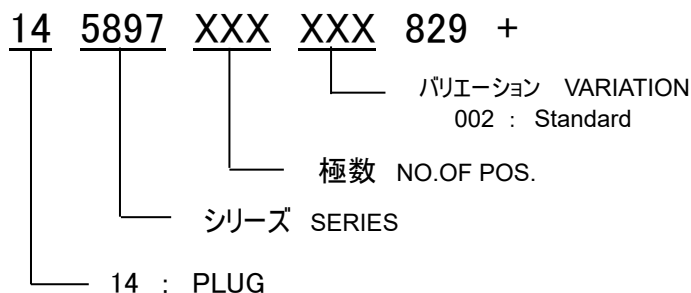 14 5897 XXX XXX 829 +
バリエーション VARIATION
002 : Standard
極数 NO.OF POS.
シリーズ SERIES
14 : PLUG